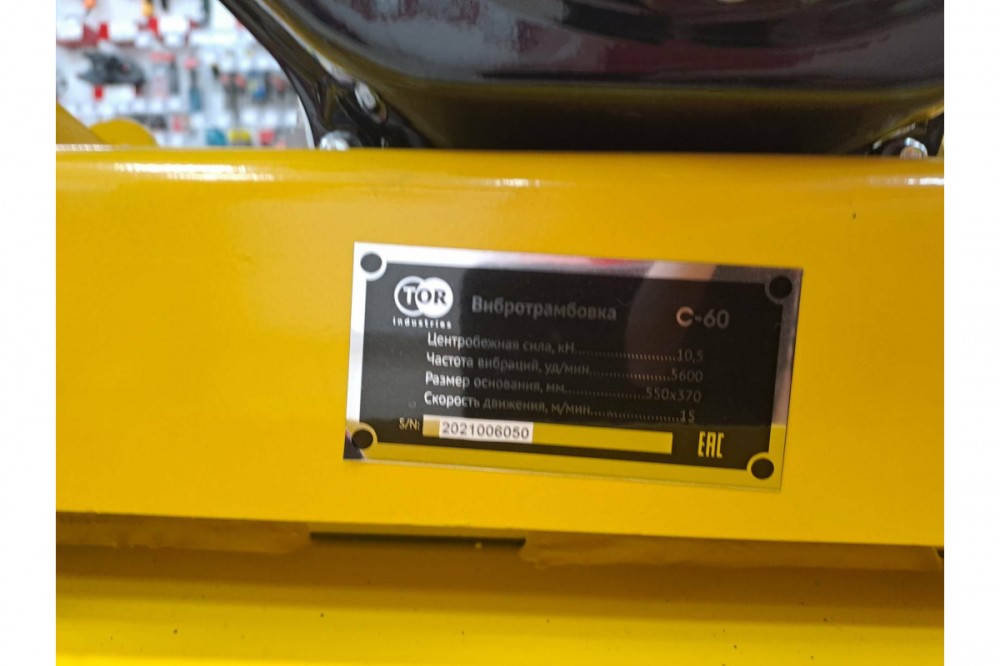 TOR
industries
Вибротрамбовка С-60
Центробежная сила, кН..........................10,5
Частота вибраций, уд/мин.....................5600
Размер основания, мм.....................550х370
Скорость движения, м/мин.......................15
S/N: 2021006050
EAC